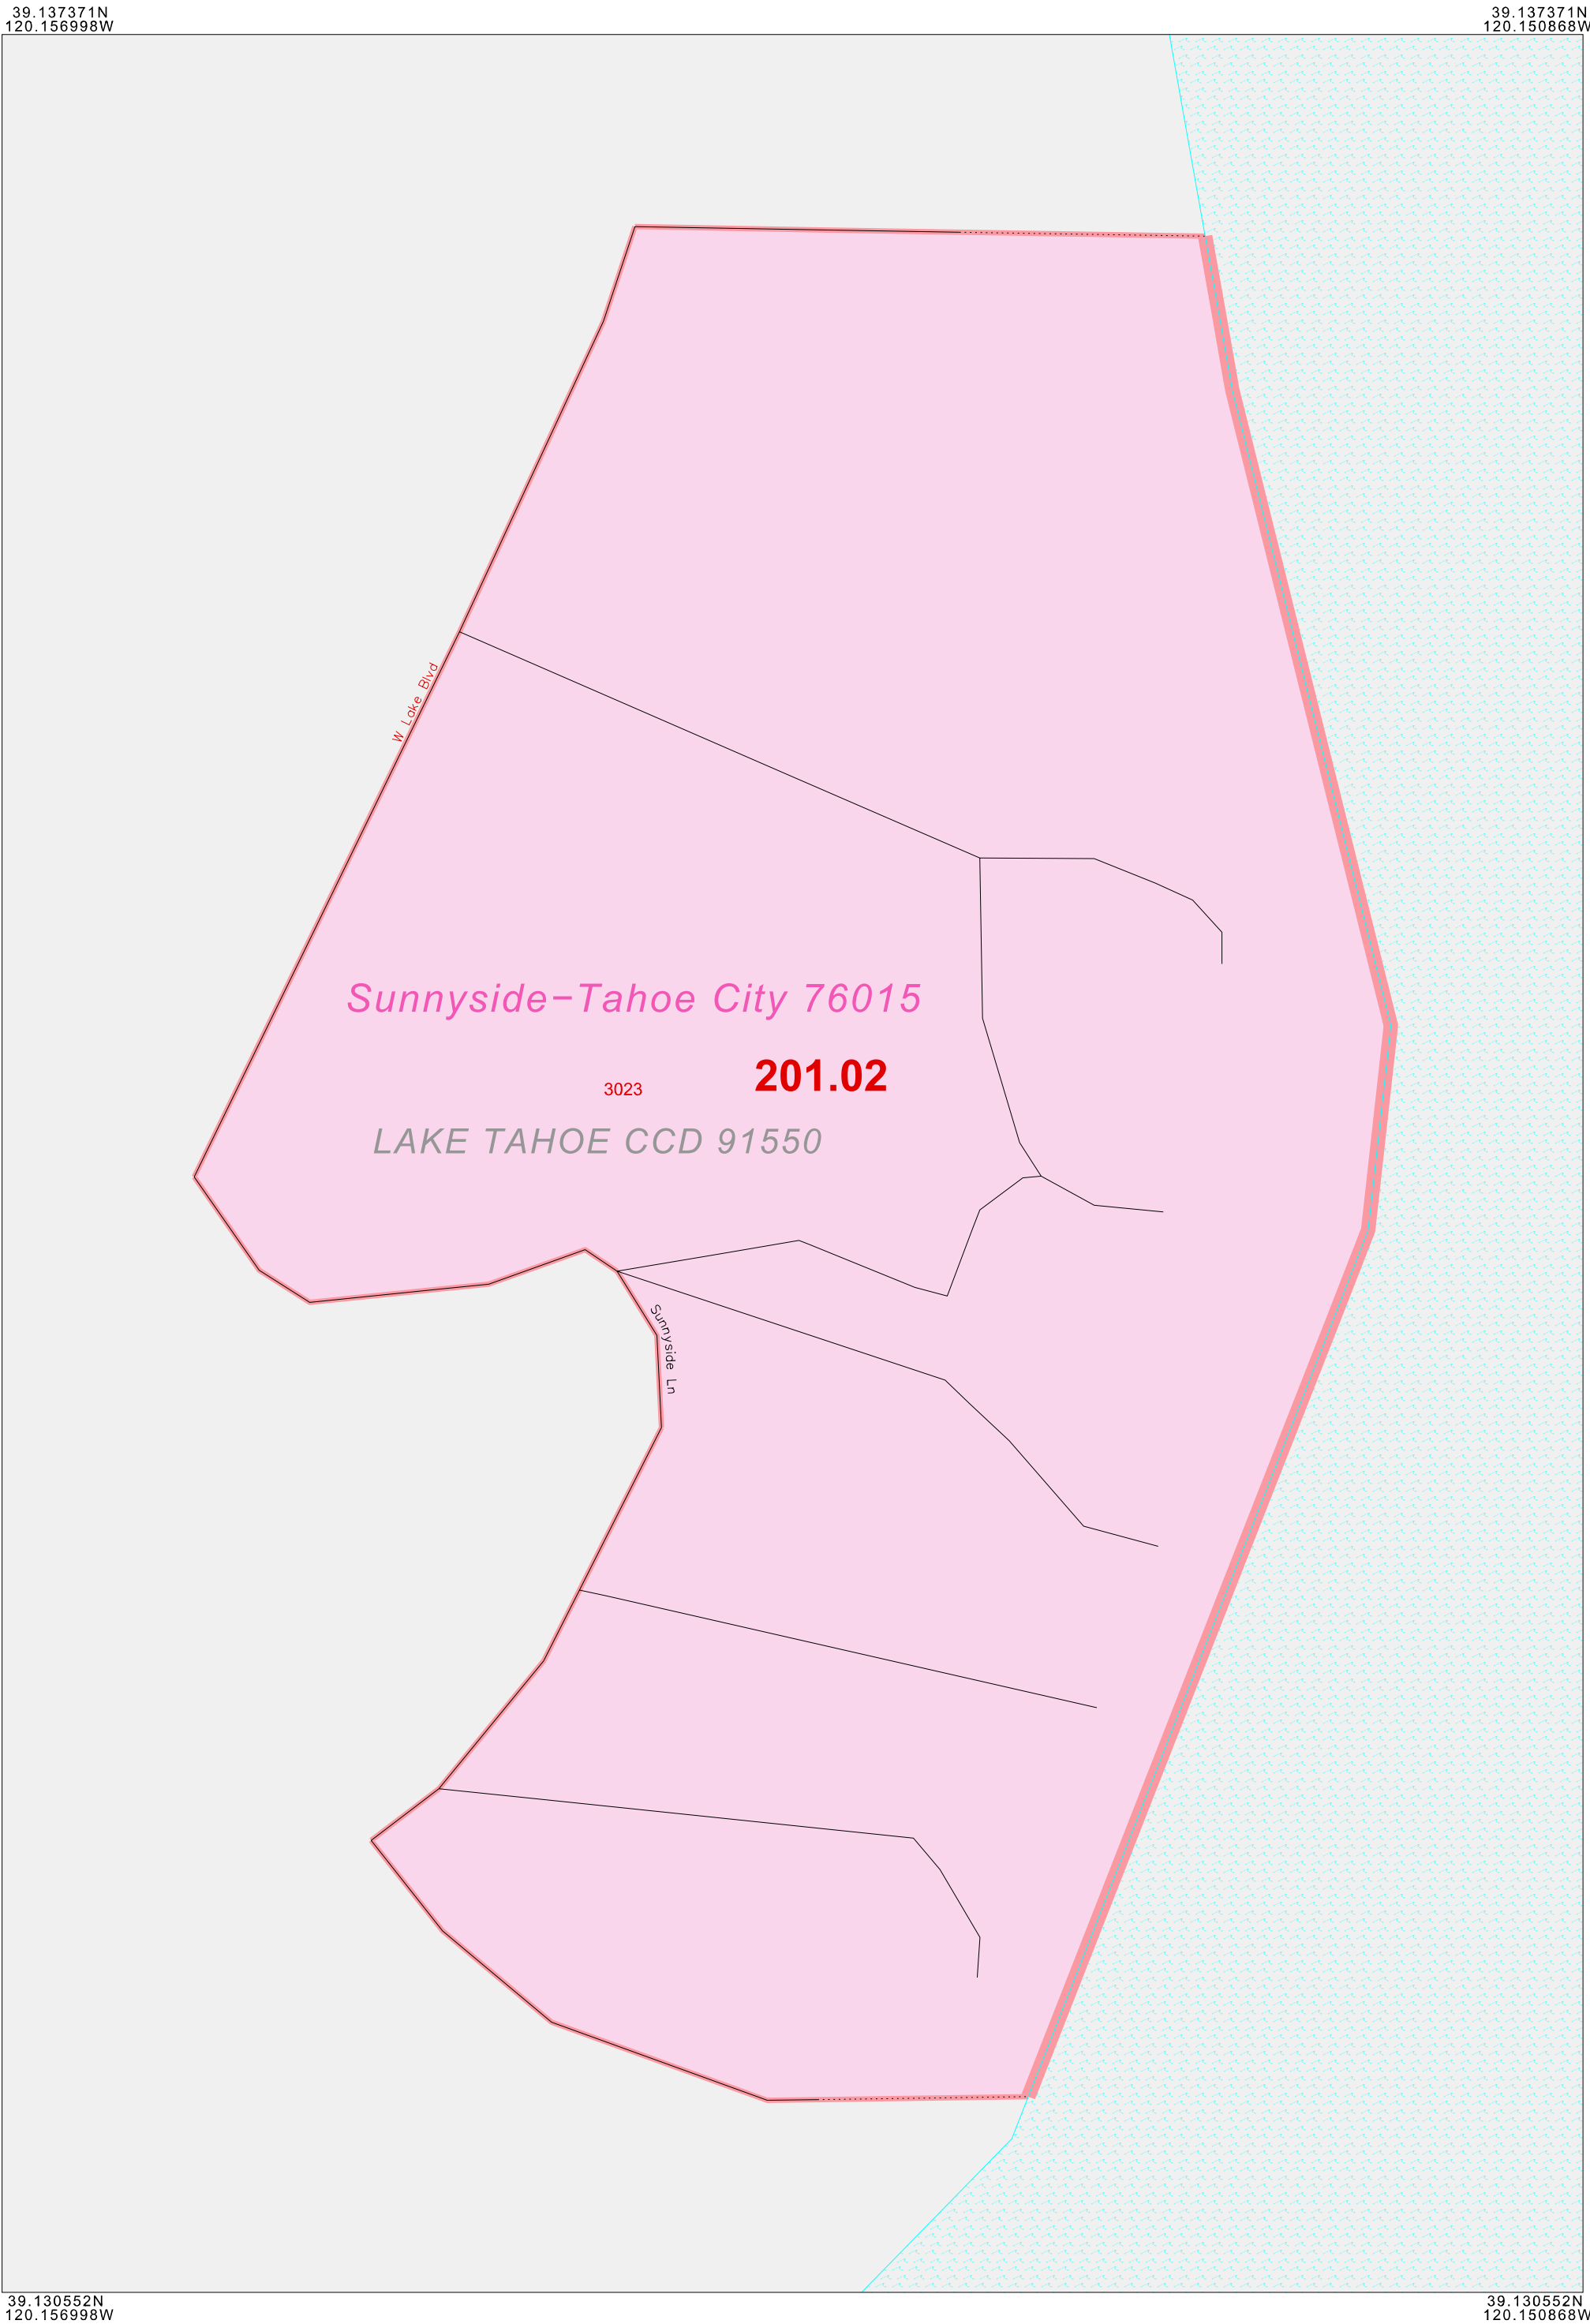 39.137371N
120.156998W
39.137371N
120.150868W
W Lake Blvd
Sunnyside-Tahoe City 76015
201.02
3023
LAKE TAHOE CCD 91550
Sunnyside Ln
39.130552N
120.156998W
39.130552N
120.150868W